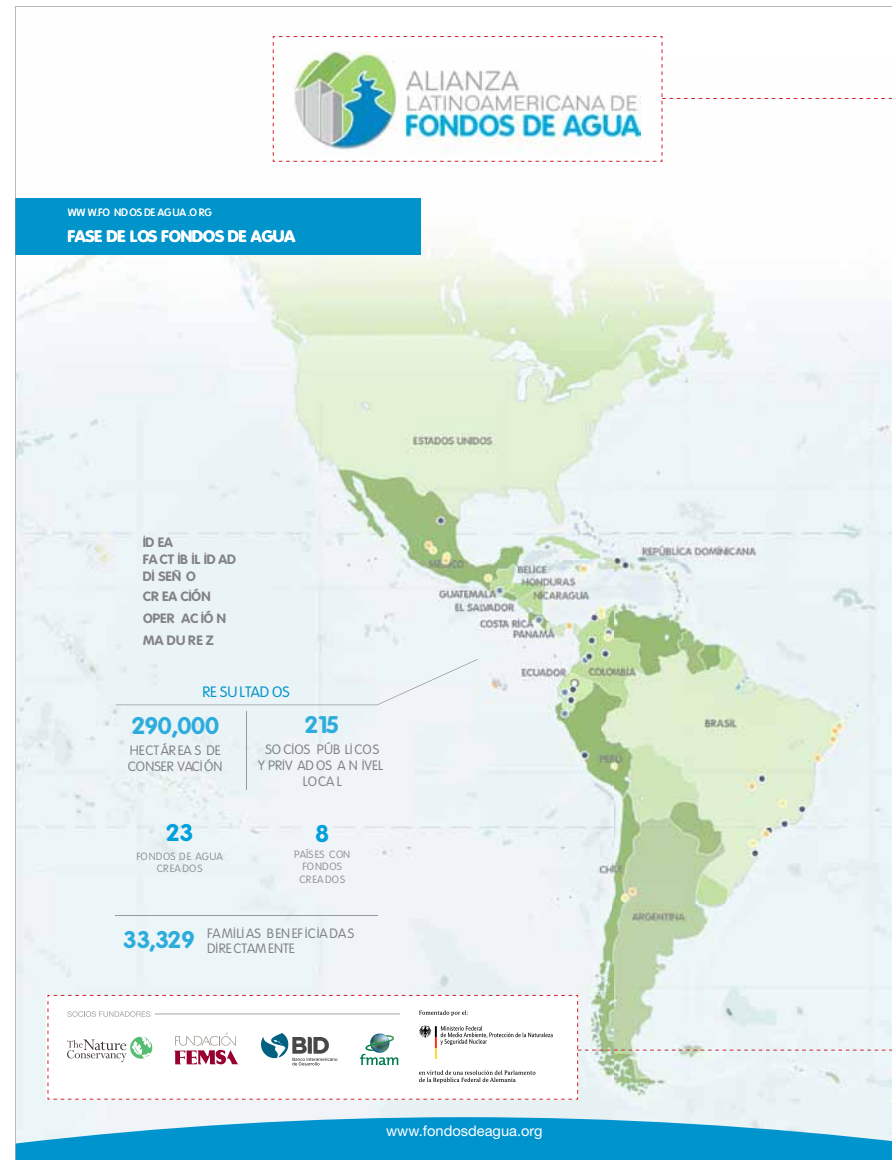 ALIANZA
LATINOAMERICANA DE
FONDOS DE AGUA
WWW.FONDOSDEAGUA.ORG
FASE DE LOS FONDOS DE AGUA
ESTADOS UNIDOS
MÉXICO
REPÚBLICA DOMINICANA
BELICE
HONDURAS
GUATEMALA
NICARAGUA
EL SALVADOR
COSTA RICA
PANAMÁ
ECUADOR
COLOMBIA
BRASIL
PERÚ
CHILE
ARGENTINA
IDEA
FACTIBILIDAD
DISEÑO
CREACIÓN
OPERACIÓN
MADUREZ
RESULTADOS
290,000
HECTÁREAS DE
CONSERVACIÓN
215
SOCIOS PÚBLICOS
Y PRIVADOS A NIVEL
LOCAL
23
FONDOS DE AGUA
CREADOS
8
PAÍSES CON
FONDOS
CREADOS
33,329
FAMILIAS BENEFICIADAS
DIRECTAMENTE
SOCIOS FUNDADORES
The Nature
Conservancy
FUNDACIÓN
FEMSA
BID
Banco Interamericano
de Desarrollo
fmam
Fomentado por el:
Ministerio Federal
de Medio Ambiente, Protección de la Naturaleza
y Seguridad Nuclear
en virtud de una resolución del Parlamento
de la República Federal de Alemania
www.fondosdeagua.org